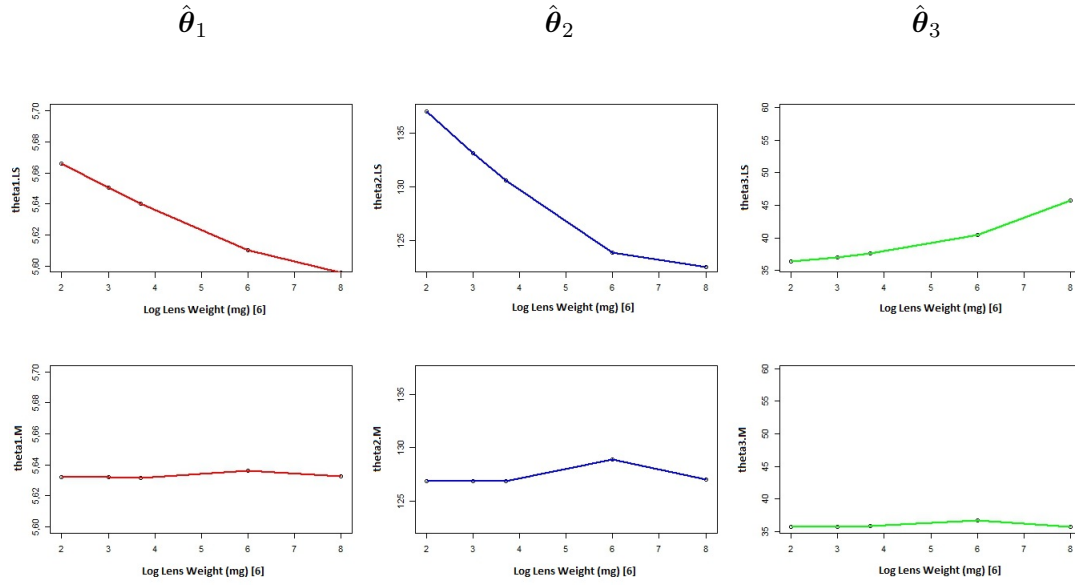 θ̂₁ θ̂₂ θ̂₃
theta1.LS
5,60 5,62 5,64 5,66 5,68 5,70
2 3 4 5 6 7 8
Log Lens Weight (mg) [6]
theta2.LS
125 130 135
2 3 4 5 6 7 8
Log Lens Weight (mg) [6]
theta3.LS
35 40 45 50 55 60
2 3 4 5 6 7 8
Log Lens Weight (mg) [6]
theta1.M
5,60 5,62 5,64 5,66 5,68 5,70
2 3 4 5 6 7 8
Log Lens Weight (mg) [6]
theta2.M
125 130 135
2 3 4 5 6 7 8
Log Lens Weight (mg) [6]
theta3.M
35 40 45 50 55 60
2 3 4 5 6 7 8
Log Lens Weight (mg) [6]